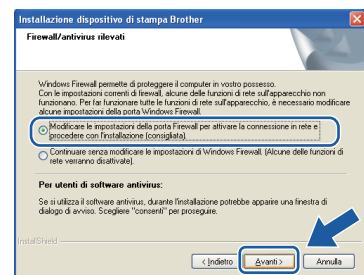 Installazione dispositivo di stampa Brother
Firewall/antivirus rilevati
Windows Firewall permette di proteggere il computer in vostro possesso.
Con le impostazioni correnti di firewall, alcune delle funzioni di rete sull'apparecchio non
funzionano. Per far funzionare tutte le funzioni di rete sull'apparecchio, è necessario modificare
alcune impostazioni della porta Windows Firewall.
Modificare le impostazioni della porta Firewall per attivare la connessione in rete e
procedere con l'installazione (consigliata).
Continuare senza modificare le impostazioni di Windows Firewall. (Alcune delle funzioni di
rete verranno disattivate).
Per utenti di software antivirus:
Se si utilizza il software antivirus, durante l'installazione potrebbe apparire una finestra di
dialogo di avviso. Scegliere "consenti" per proseguire.
InstallShield
< Indietro
Avanti >
Annulla